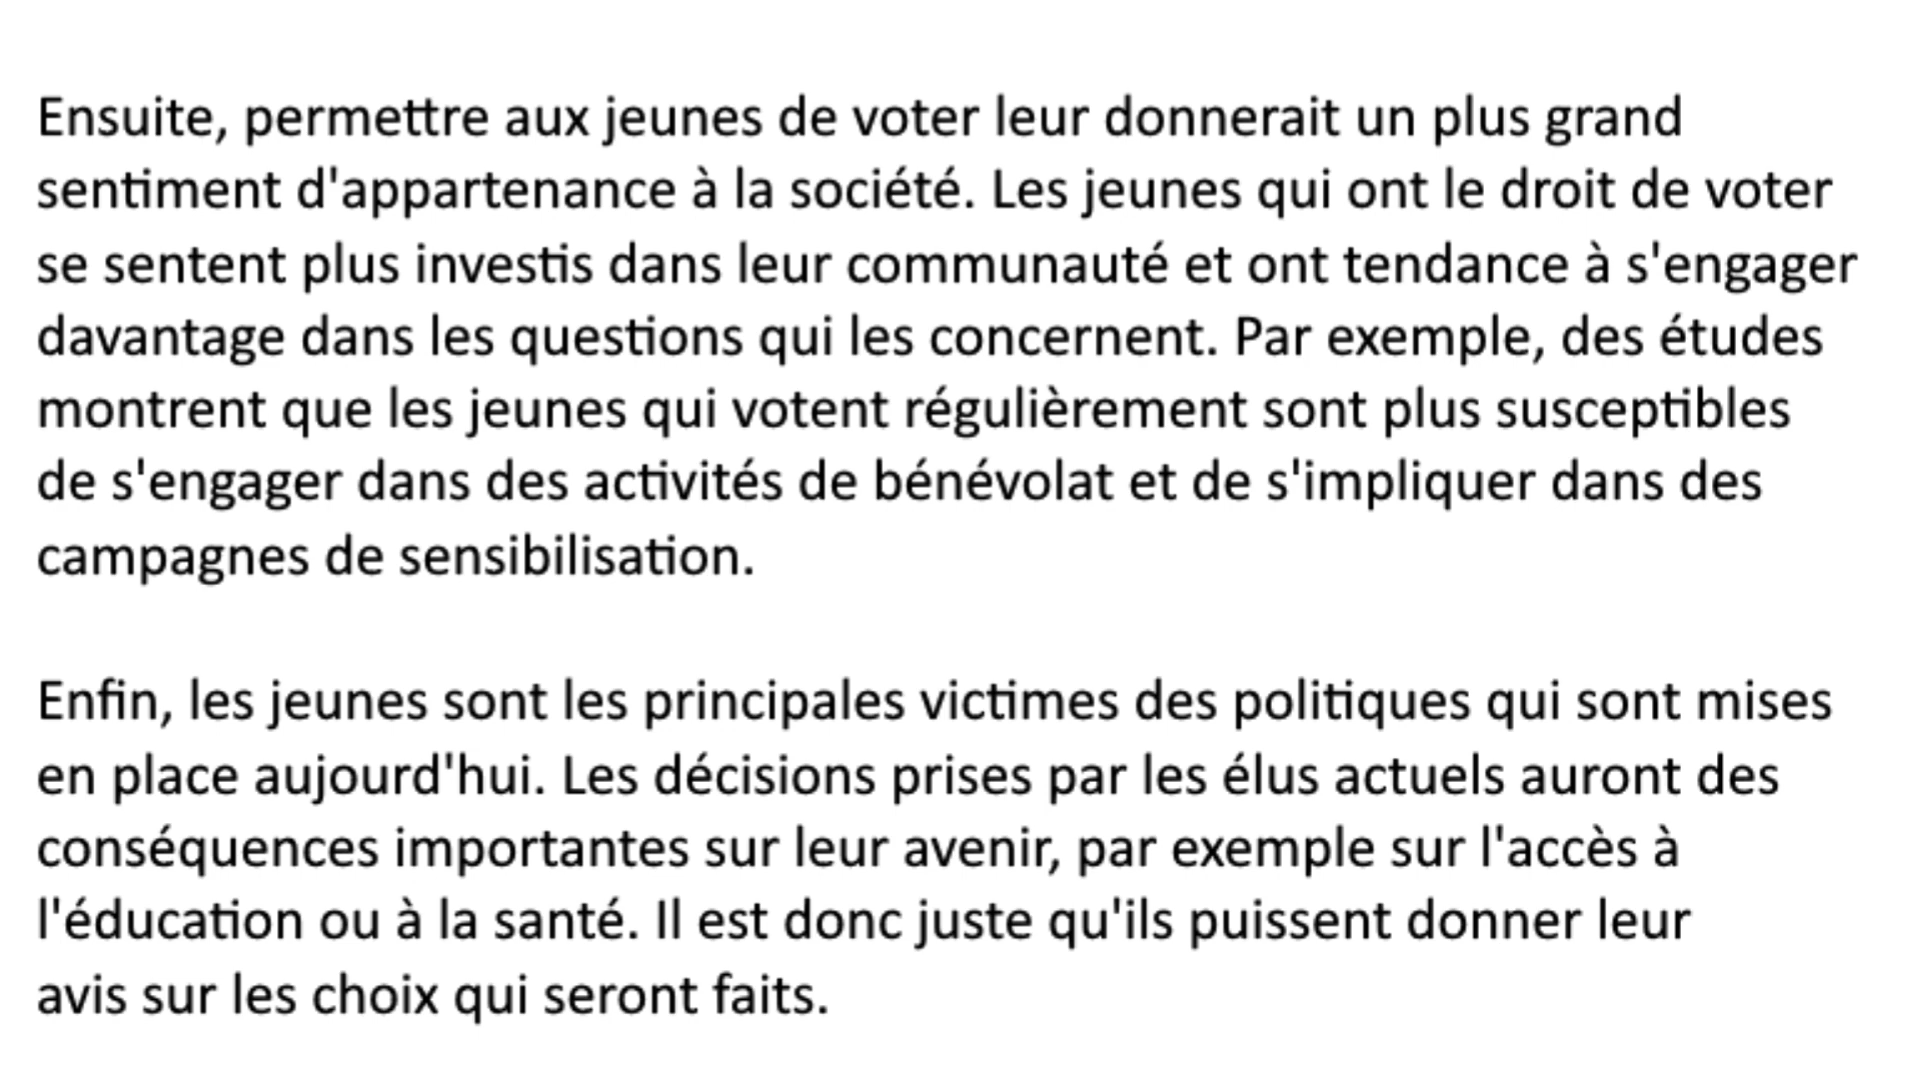 Ensuite, permettre aux jeunes de voter leur donnerait un plus grand
sentiment d'appartenance à la société. Les jeunes qui ont le droit de voter
se sentent plus investis dans leur communauté et ont tendance à s'engager
davantage dans les questions qui les concernent. Par exemple, des études
montrent que les jeunes qui votent régulièrement sont plus susceptibles
de s'engager dans des activités de bénévolat et de s'impliquer dans des
campagnes de sensibilisation.
Enfin, les jeunes sont les principales victimes des politiques qui sont mises
en place aujourd'hui. Les décisions prises par les élus actuels auront des
conséquences importantes sur leur avenir, par exemple sur l'accès à
l'éducation ou à la santé. Il est donc juste qu'ils puissent donner leur
avis sur les choix qui seront faits.